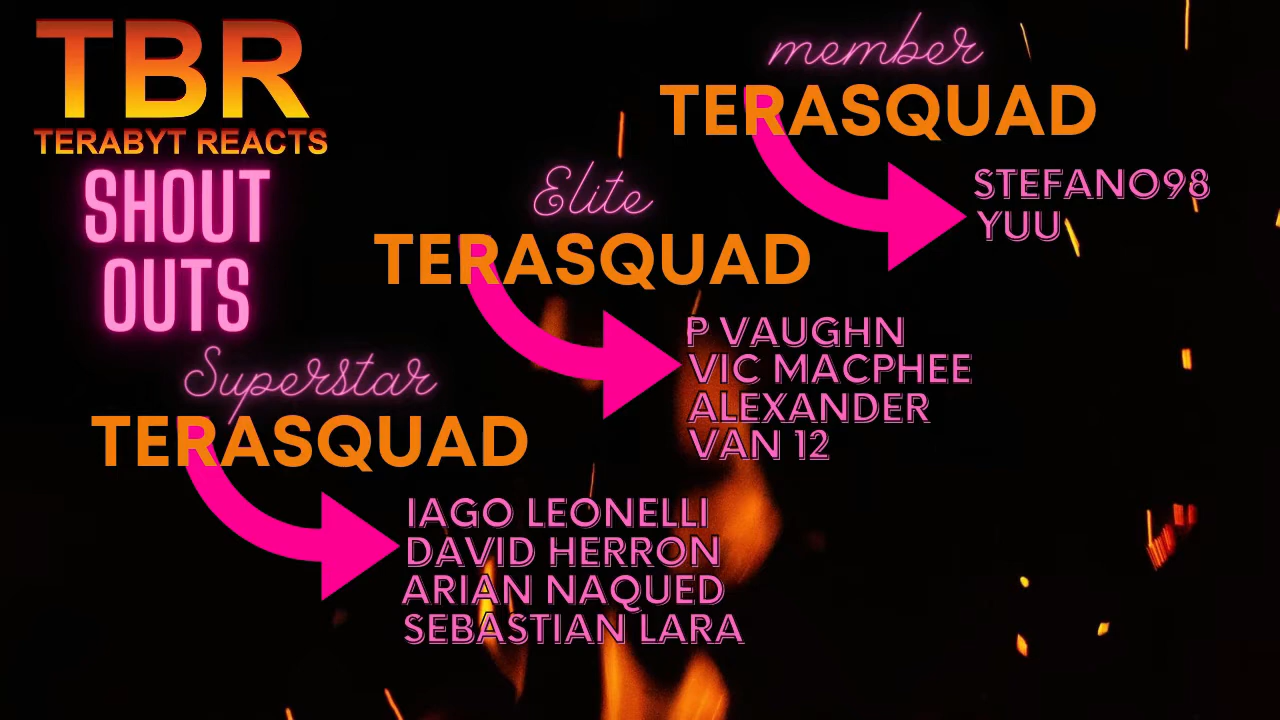 TBR
TERABYT REACTS
SHOUT
OUTS
member
TERASQUAD
STEFANO98
YUU
Elite
TERASQUAD
P VAUGHN
VIC MACPHEE
ALEXANDER
VAN 12
Superstar
TERASQUAD
IAGO LEONELLI
DAVID HERRON
ARIAN NAQUED
SEBASTIAN LARA